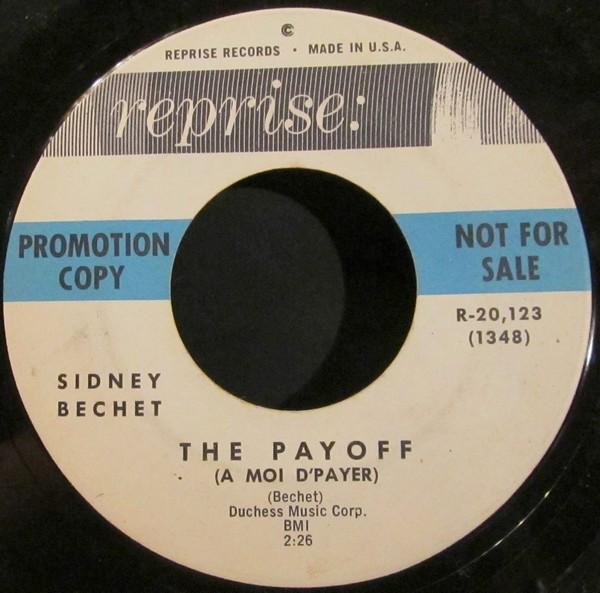 ©
REPRISE RECORDS • MADE IN U.S.A.
reprise:
PROMOTION
COPY
NOT FOR
SALE
R-20,123
(1348)
SIDNEY
BECHET
THE PAYOFF
(A MOI D'PAYER)
(Bechet)
Duchess Music Corp.
BMI
2:26